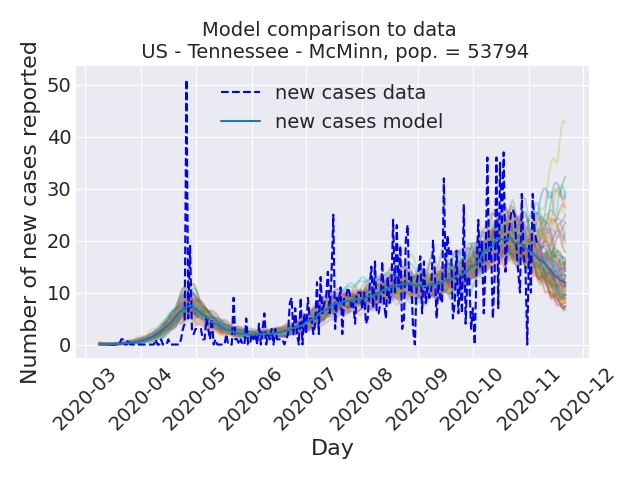 Model comparison to data
US - Tennessee - McMinn, pop. = 53794
new cases data
new cases model
Number of new cases reported
50
40
30
20
10
0
2020-03
2020-04
2020-05
2020-06
2020-07
2020-08
2020-09
2020-10
2020-11
2020-12
Day